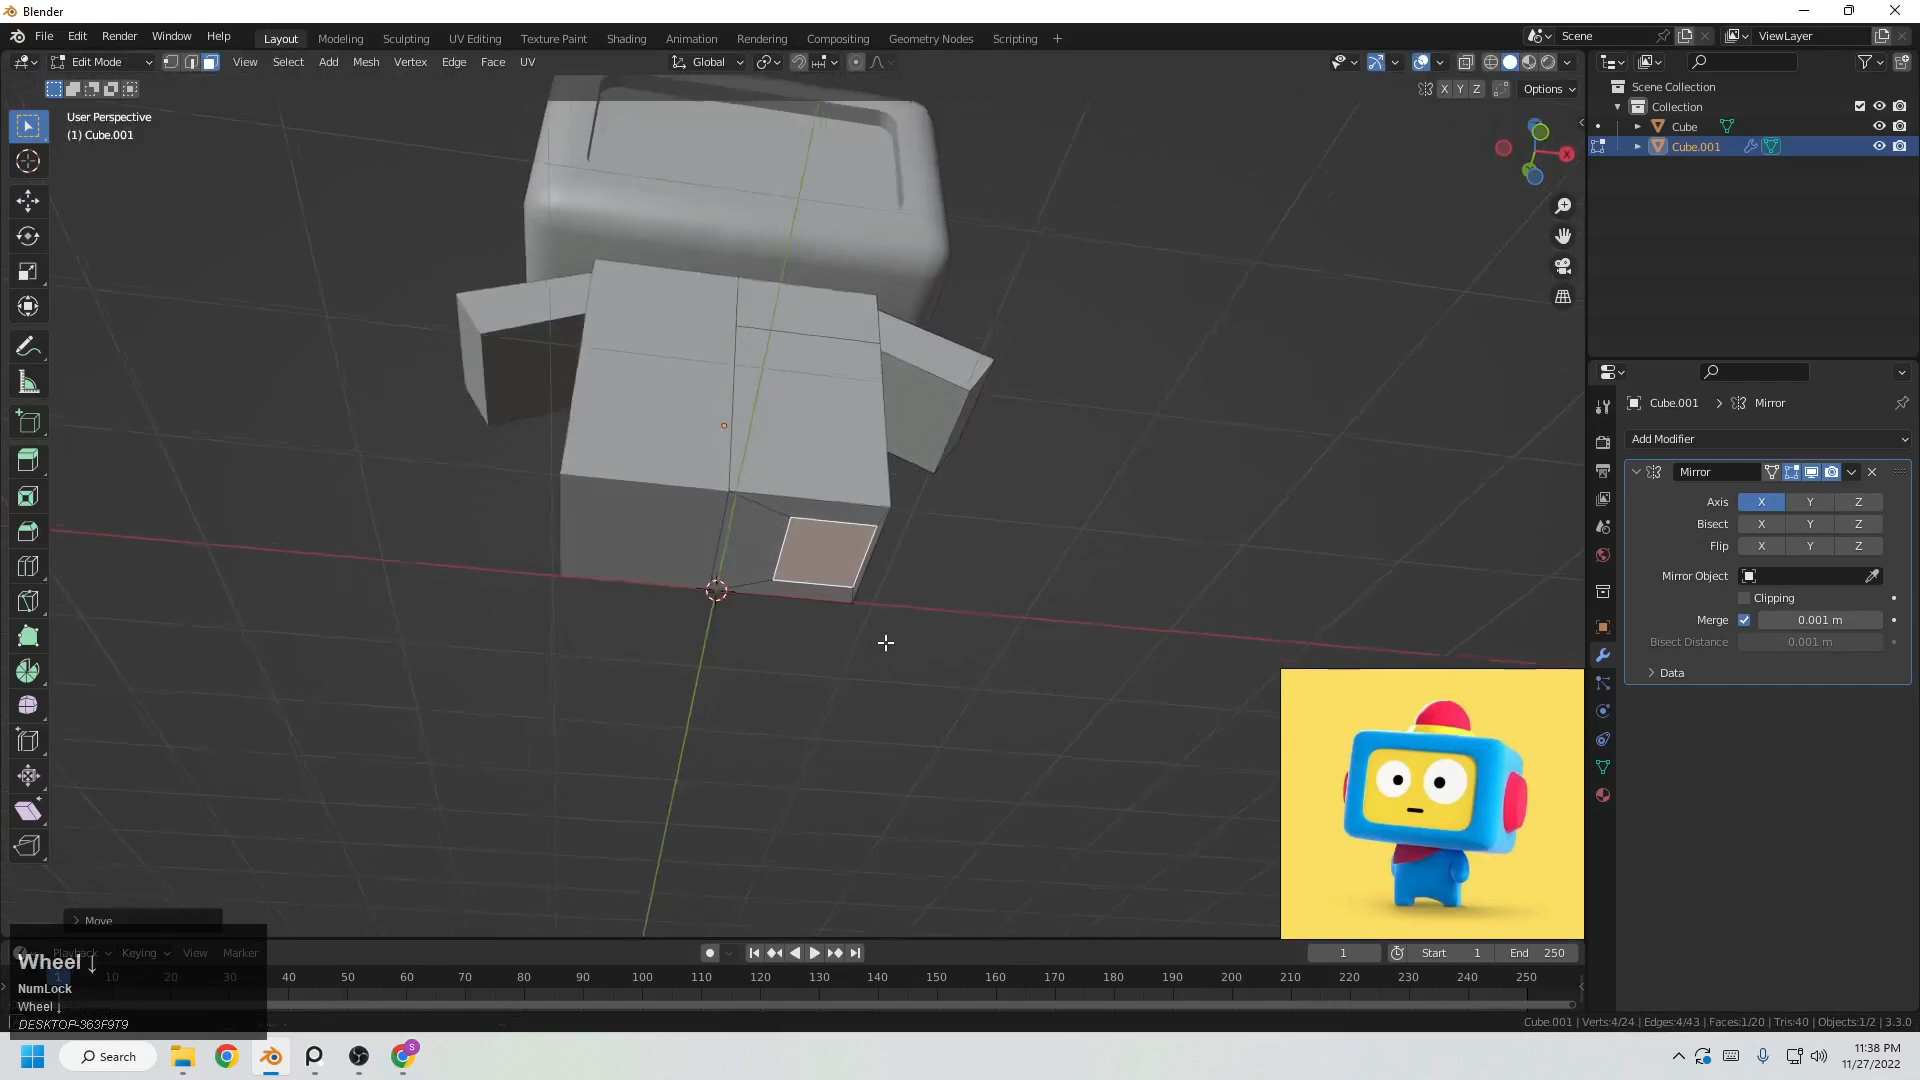 Blender
File Edit Render Window Help
Layout Modeling Sculpting UV Editing Texture Paint Shading Animation Rendering Compositing Geometry Nodes Scripting +
Scene
ViewLayer
Edit Mode
View Select Add Mesh Vertex Edge Face UV
Global
X Y Z
Options
User Perspective
(1) Cube.001
X
Scene Collection
Collection
Cube
Cube.001
Cube.001 > Mirror
Add Modifier
Mirror
Axis X Y Z
Bisect X Y Z
Flip X Y Z
Mirror Object
Clipping
Merge 0.001 m
Bisect Distance 0.001 m
Data
Move
Playback Keying View Marker
1
Start 1
End 250
Wheel ↓
NumLock
Wheel ↓
DESKTOP-363F9T9
1 10 20 30 40 50 60 70 80 90 100 110 120 130 140 150 160 170 180 190 200 210 220 230 240 250
Cube.001 | Verts:4/24 | Edges:4/43 | Faces:1/20 | Tris:40 | Objects:1/2 | 3.3.0
Search
S
11:38 PM
11/27/2022